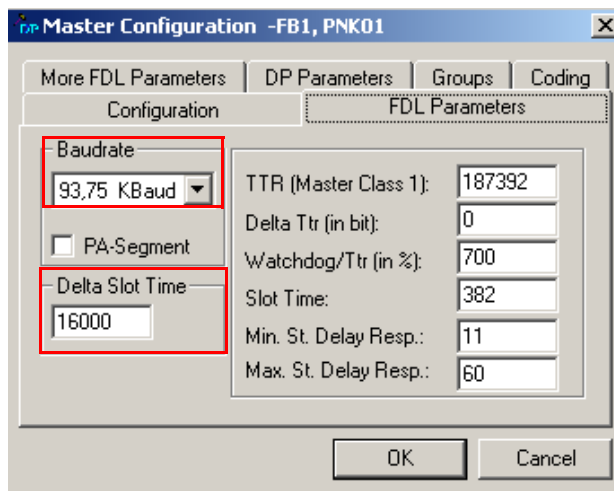 DP Master Configuration -FB1, PNK01
More FDL Parameters DP Parameters Groups Coding
Configuration FDL Parameters
Baudrate
93,75 KBaud
PA-Segment
Delta Slot Time
16000
TTR (Master Class 1): 187392
Delta Ttr (in bit): 0
Watchdog/Ttr (in %): 700
Slot Time: 382
Min. St. Delay Resp.: 11
Max. St. Delay Resp.: 60
OK Cancel